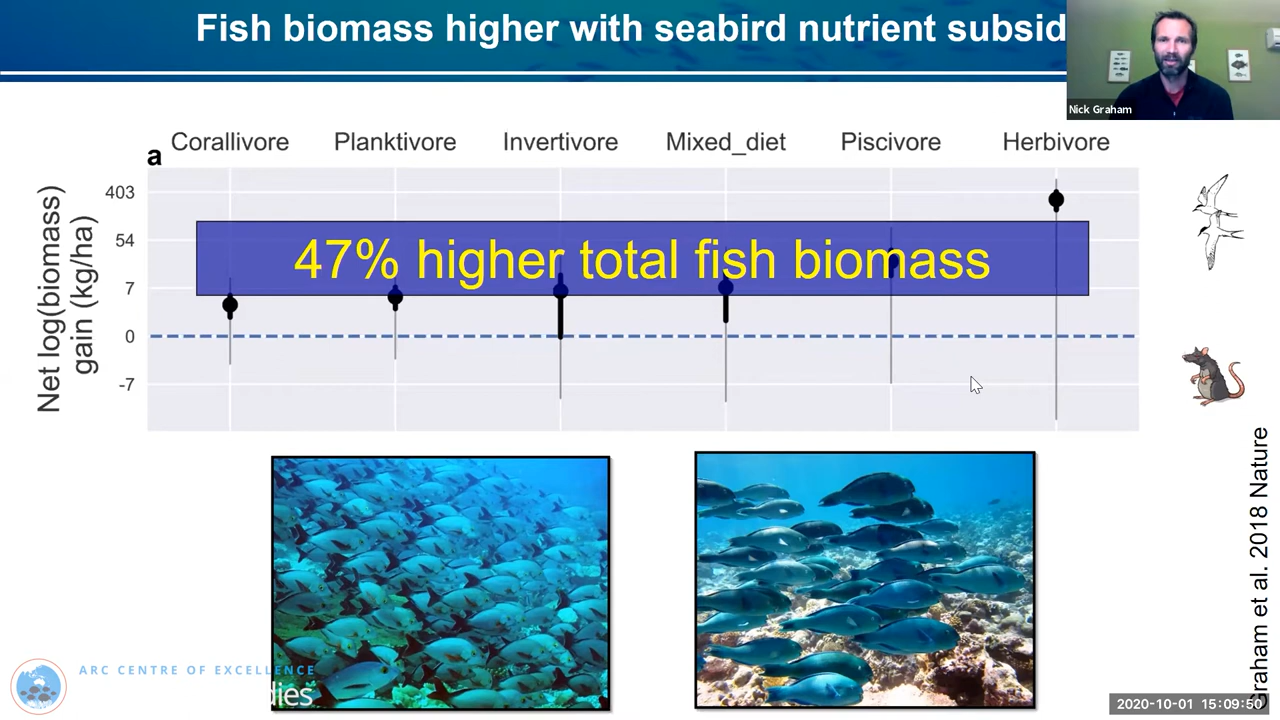 Fish biomass higher with seabird nutrient subsid
Nick Graham
a
Corallivore Planktivore Invertivore Mixed_diet Piscivore Herbivore
Net log(biomass)
gain (kg/ha)
403
54
7
0
-7
47% higher total fish biomass
Graham et al. 2018 Nature
ARC CENTRE OF EXCELLENCE
dies
2020-10-01 15:09:50